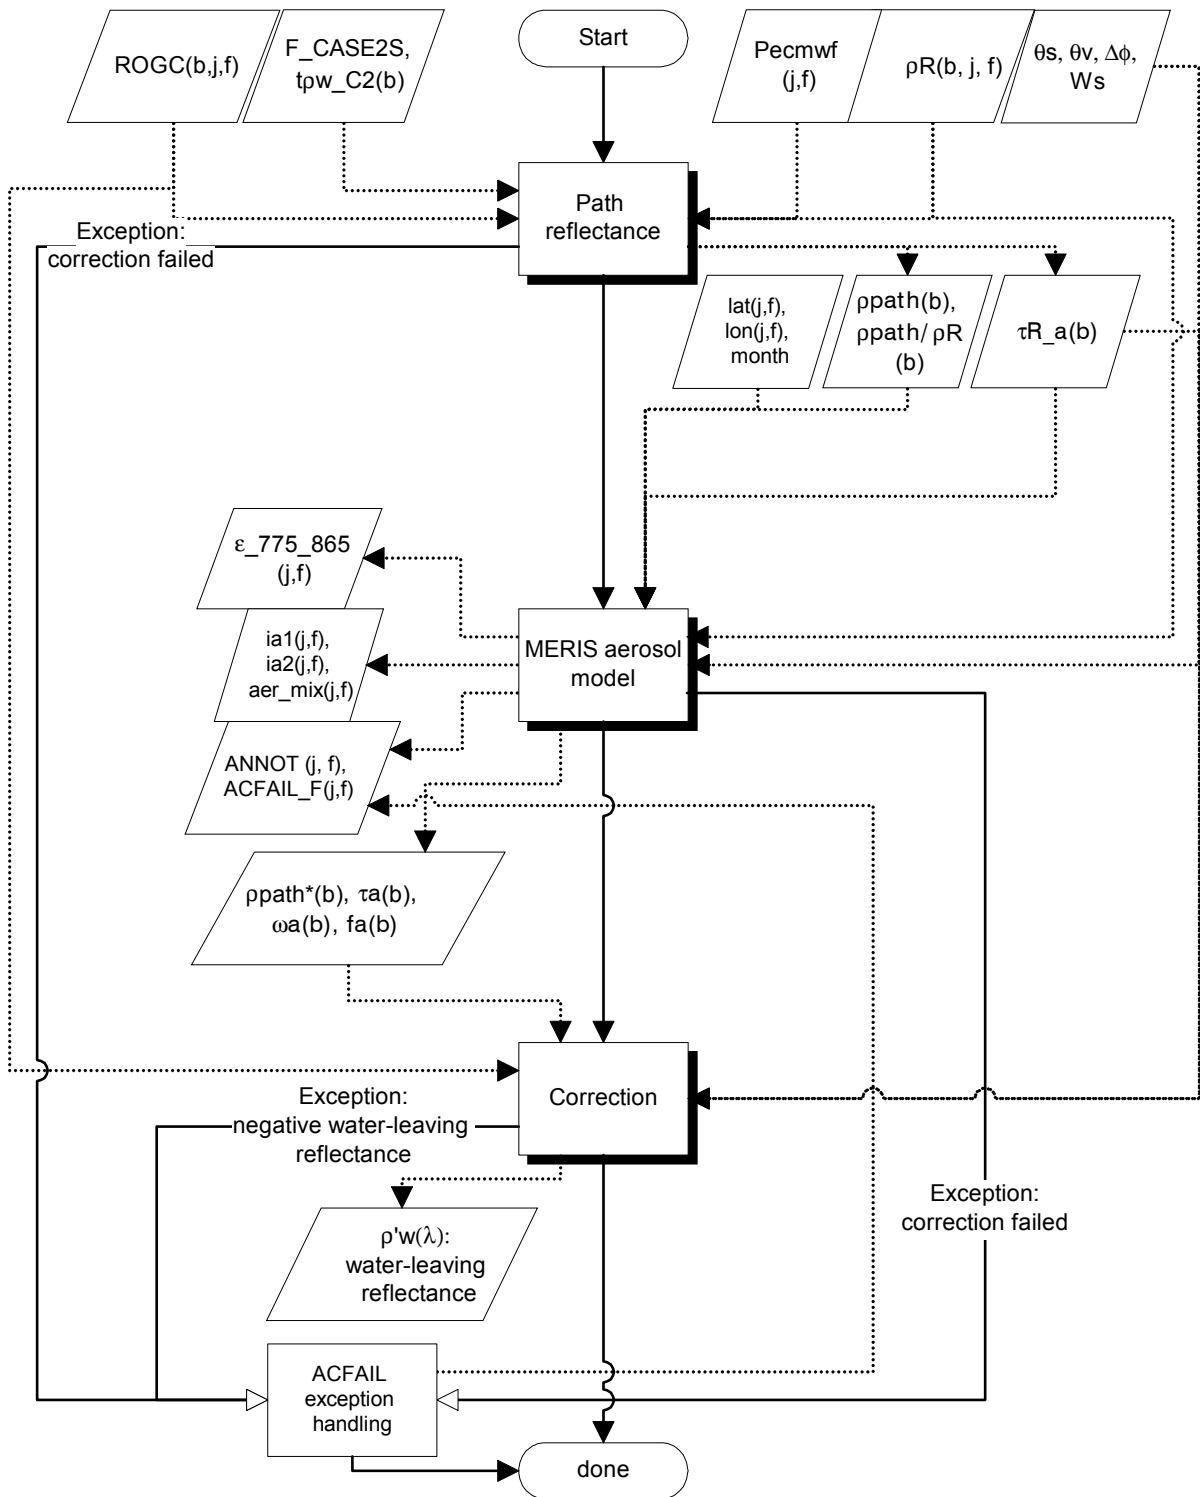 Start
ROGC(b,j,f)
F_CASE2S,
tρw_C2(b)
Pecmwf
(j,f)
ρR(b, j, f)
θs, θv, Δϕ,
Ws
Path
reflectance
Exception:
correction failed
lat(j,f),
lon(j,f),
month
ρpath(b),
ρpath/ρR
(b)
τR_a(b)
ε_775_865
(j,f)
ia1(j,f),
ia2(j,f),
aer_mix(j,f)
MERIS aerosol
model
ANNOT (j, f),
ACFAIL_F(j,f)
ρpath*(b), τa(b),
ωa(b), fa(b)
Correction
Exception:
negative water-leaving
reflectance
Exception:
correction failed
ρ'w(λ):
water-leaving
reflectance
ACFAIL
exception
handling
done